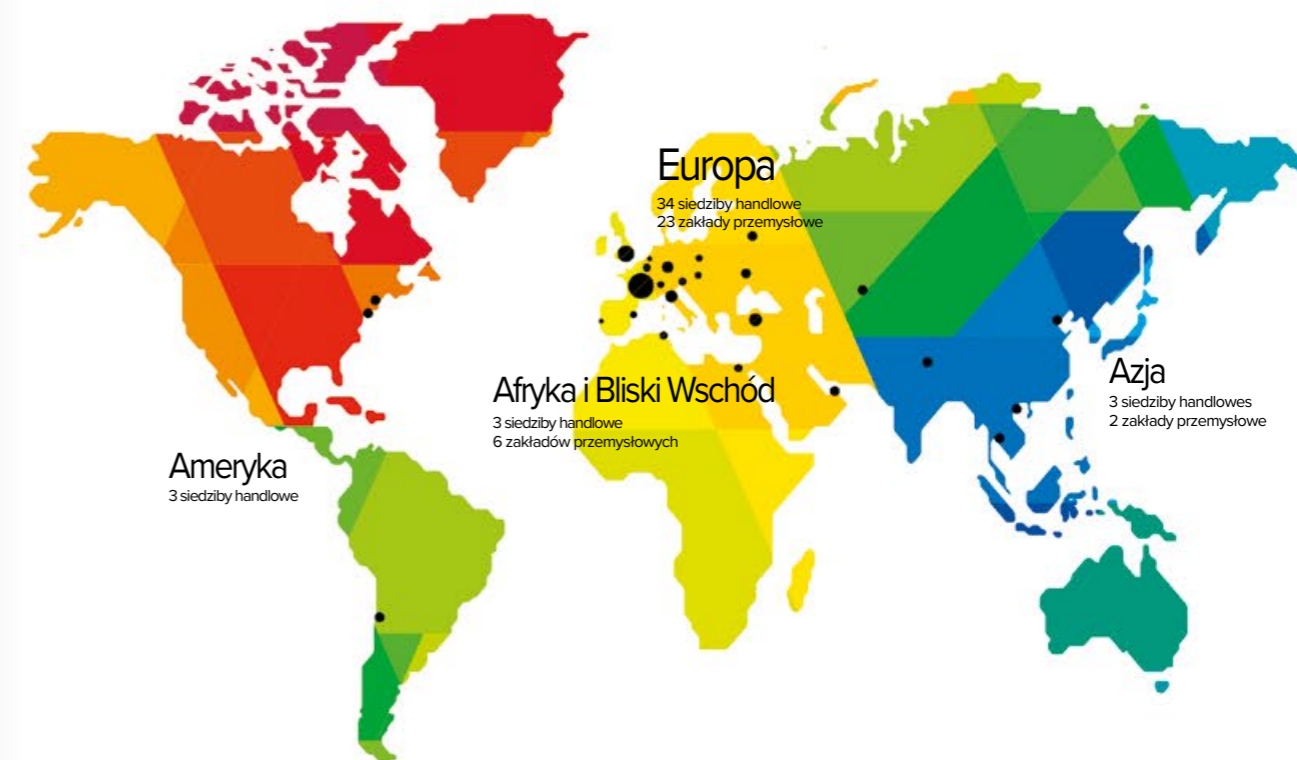 Europa
34 siedziby handlowe
23 zakłady przemysłowe
Afryka i Bliski Wschód
3 siedziby handlowe
6 zakładów przemysłowych
Azja
3 siedziby handlowes
2 zakłady przemysłowe
Ameryka
3 siedziby handlowe